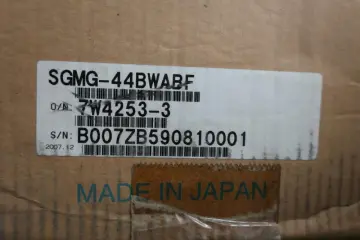 SGMG-44BWABF
O/N. 7W4253-3
S/N: B007ZB590810001
2007.12
MADE IN JAPAN